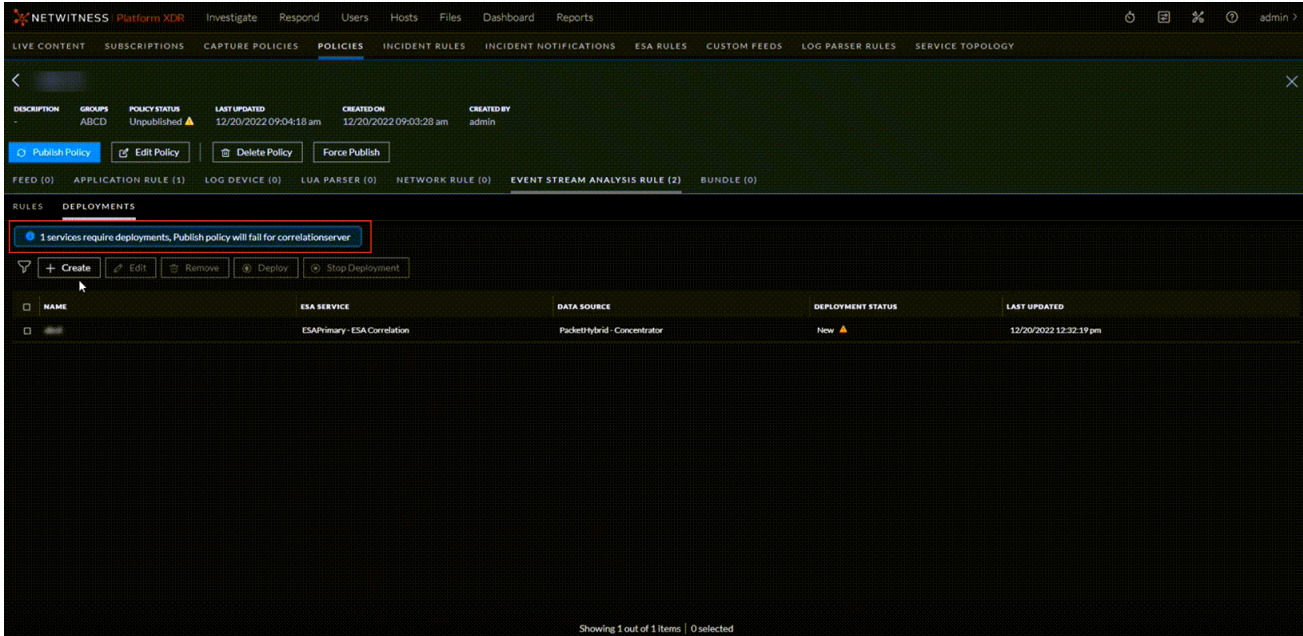 NETWITNESS Platform XDR Investigate Respond Users Hosts Files Dashboard Reports admin >
LIVE CONTENT SUBSCRIPTIONS CAPTURE POLICIES POLICIES INCIDENT RULES INCIDENT NOTIFICATIONS ESA RULES CUSTOM FEEDS LOG PARSER RULES SERVICE TOPOLOGY
DESCRIPTION GROUPS POLICY STATUS LAST UPDATED CREATED ON CREATED BY
- ABCD Unpublished 12/20/2022 09:04:18 am 12/20/2022 09:03:28 am admin
Publish Policy Edit Policy Delete Policy Force Publish
FEED (0) APPLICATION RULE (1) LOG DEVICE (0) LUA PARSER (0) NETWORK RULE (0) EVENT STREAM ANALYSIS RULE (2) BUNDLE (0)
RULES DEPLOYMENTS
1 services require deployments, Publish policy will fail for correlationserver
+ Create Edit Remove Deploy Stop Deployment
NAME ESA SERVICE DATA SOURCE DEPLOYMENT STATUS LAST UPDATED
ESAPrimary - ESA Correlation PacketHybrid - Concentrator New 12/20/2022 12:32:19 pm
Showing 1 out of 1 items | 0 selected